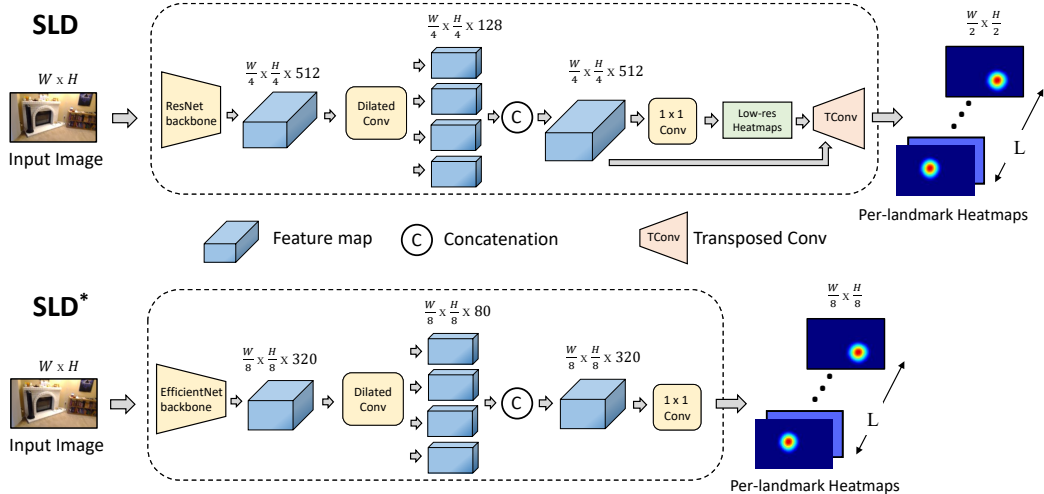 SLD
W x H
Input Image
ResNet
backbone
W/4 x H/4 x 512
Dilated
Conv
W/4 x H/4 x 128
C
W/4 x H/4 x 512
1 x 1
Conv
Low-res
Heatmaps
TConv
W/2 x H/2
L
Per-landmark Heatmaps
Feature map
C
Concatenation
TConv
Transposed Conv
SLD*
W x H
Input Image
EfficientNet
backbone
W/8 x H/8 x 320
Dilated
Conv
W/8 x H/8 x 80
C
W/8 x H/8 x 320
1 x 1
Conv
W/8 x H/8
L
Per-landmark Heatmaps